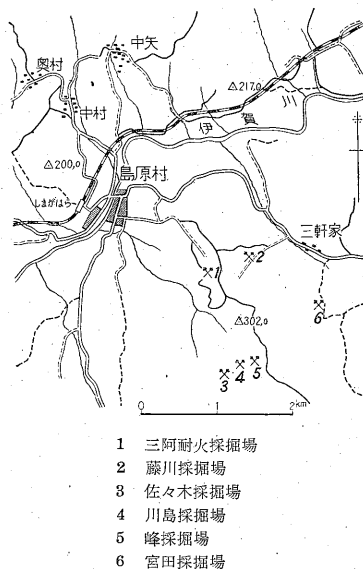 中矢
奥村
中村
△217.0
伊賀川
△200.0
島原村
しまがはら
三軒家
1
2
6
△302.0
3 4 5
0 1 2km
1 三阿耐火採掘場
2 藤川採掘場
3 佐々木採掘場
4 川島採掘場
5 峰採掘場
6 宮田採掘場